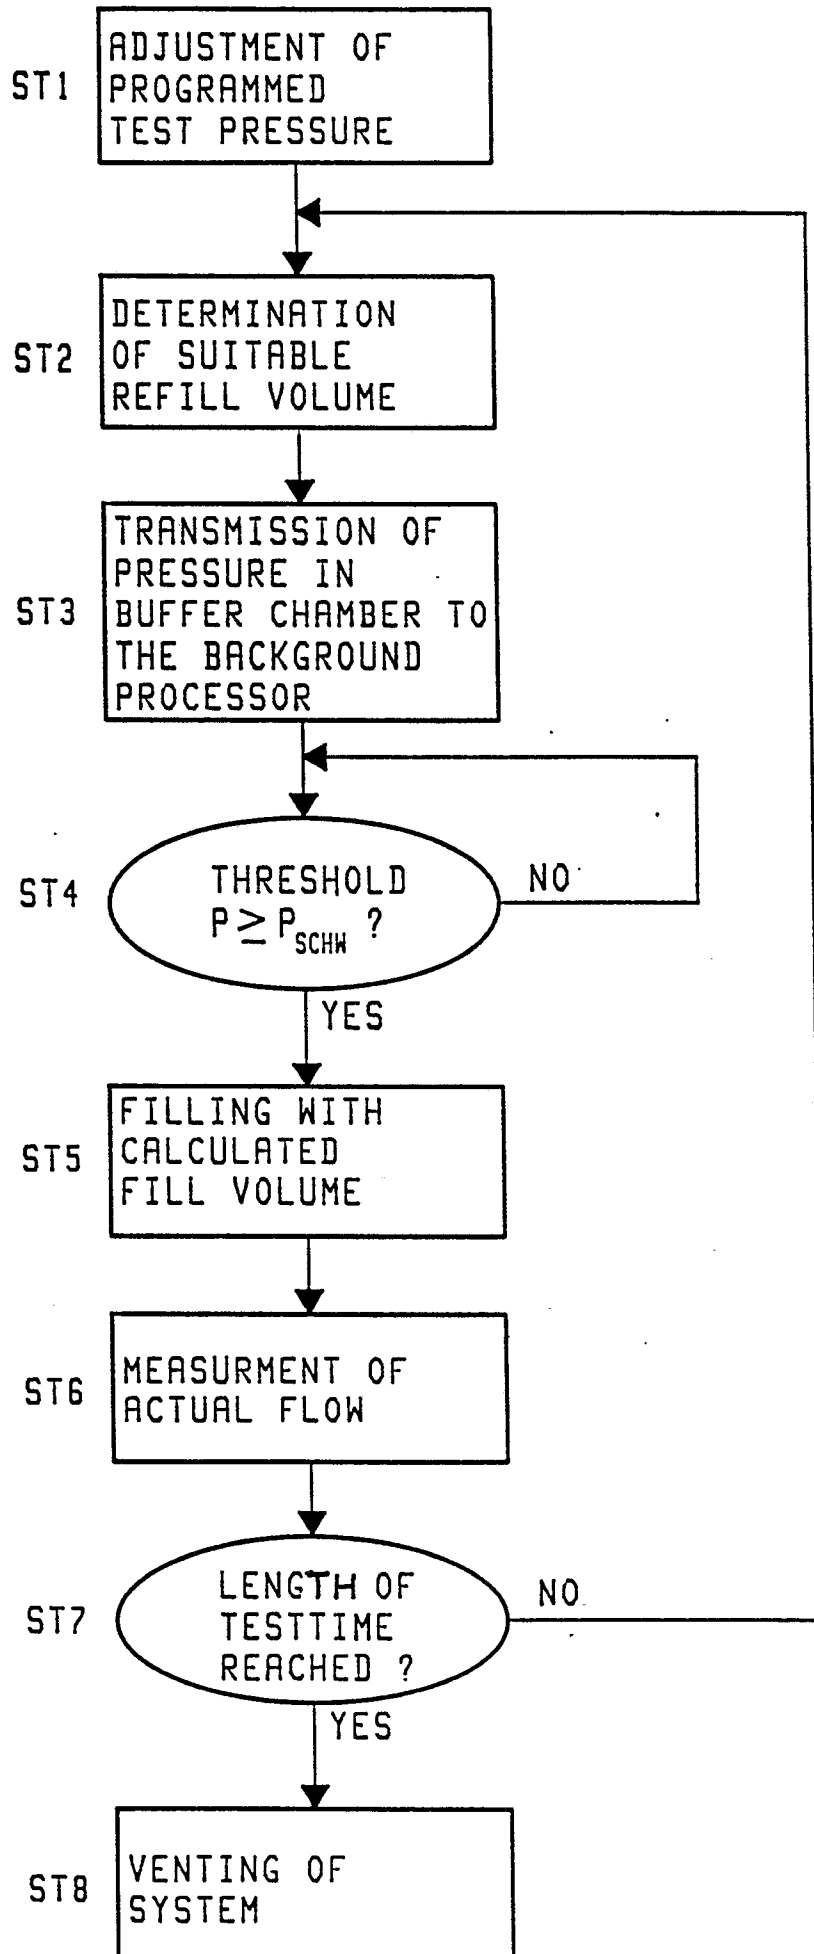 ST1
ADJUSTMENT OF
PROGRAMMED
TEST PRESSURE
ST2
DETERMINATION
OF SUITABLE
REFILL VOLUME
ST3
TRANSMISSION OF
PRESSURE IN
BUFFER CHAMBER TO
THE BACKGROUND
PROCESSOR
ST4
THRESHOLD
P ≥ P_SCHW ?
NO
YES
ST5
FILLING WITH
CALCULATED
FILL VOLUME
ST6
MEASURMENT OF
ACTUAL FLOW
ST7
LENGTH OF
TESTTIME
REACHED ?
NO
YES
ST8
VENTING OF
SYSTEM